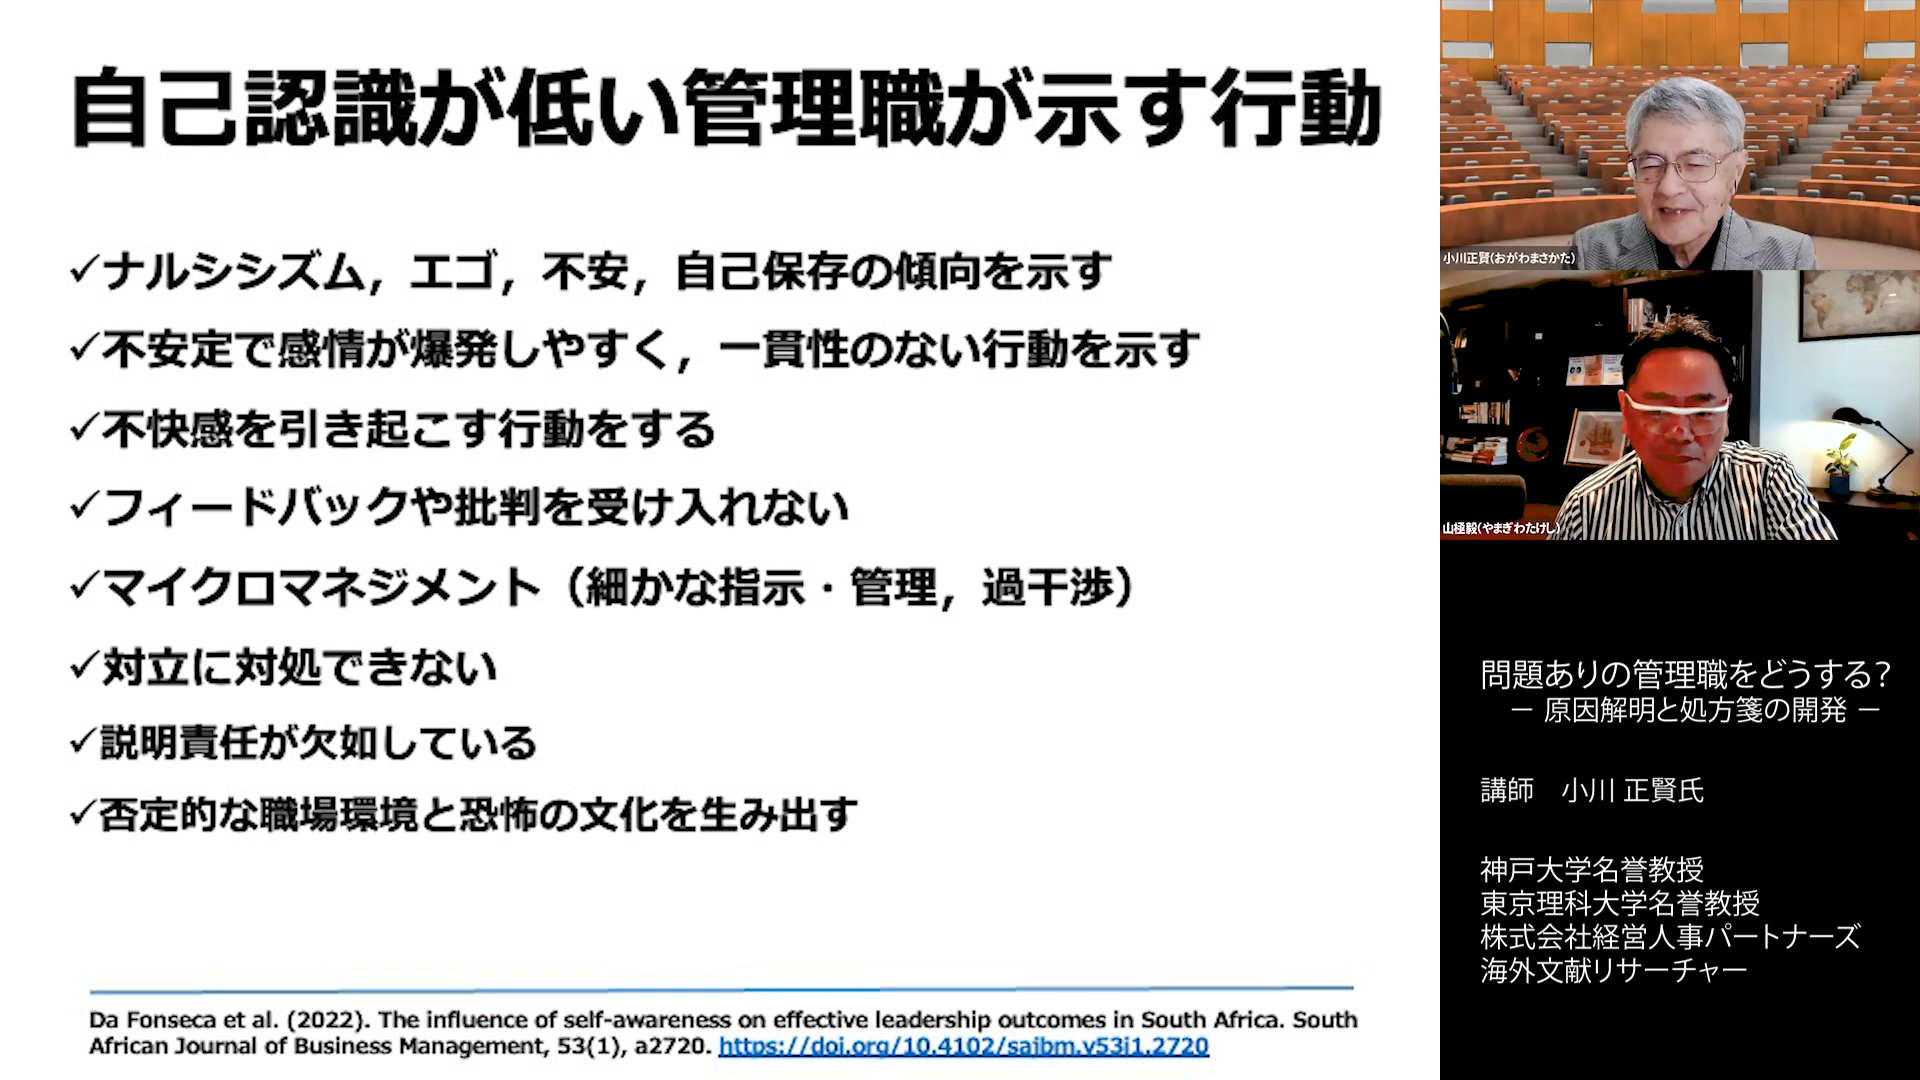 自己認識が低い管理職が示す行動
✓ナルシシズム，エゴ，不安，自己保存の傾向を示す
✓不安定で感情が爆発しやすく，一貫性のない行動を示す
✓不快感を引き起こす行動をする
✓フィードバックや批判を受け入れない
✓マイクロマネジメント（細かな指示・管理，過干渉）
✓対立に対処できない
✓説明責任が欠如している
✓否定的な職場環境と恐怖の文化を生み出す
Da Fonseca et al. (2022). The influence of self-awareness on effective leadership outcomes in South Africa. South
African Journal of Business Management, 53(1), a2720. https://doi.org/10.4102/sajbm.v53i1.2720
小川正賢(おがわまさかた)
山極毅(やまぎわたけし)
問題ありの管理職をどうする？
－ 原因解明と処方箋の開発 －
講師　小川 正賢氏
神戸大学名誉教授
東京理科大学名誉教授
株式会社経営人事パートナーズ
海外文献リサーチャー